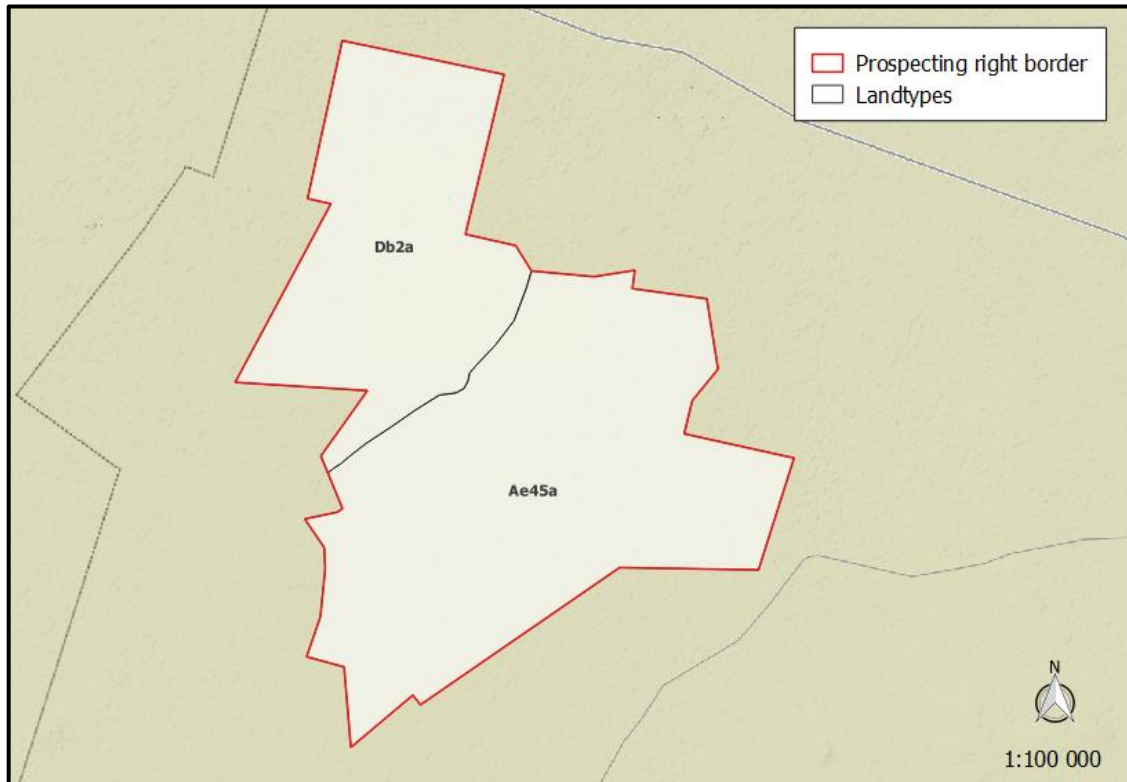 Prospecting right border
Landtypes
Db2a
Ae45a
N
1:100 000